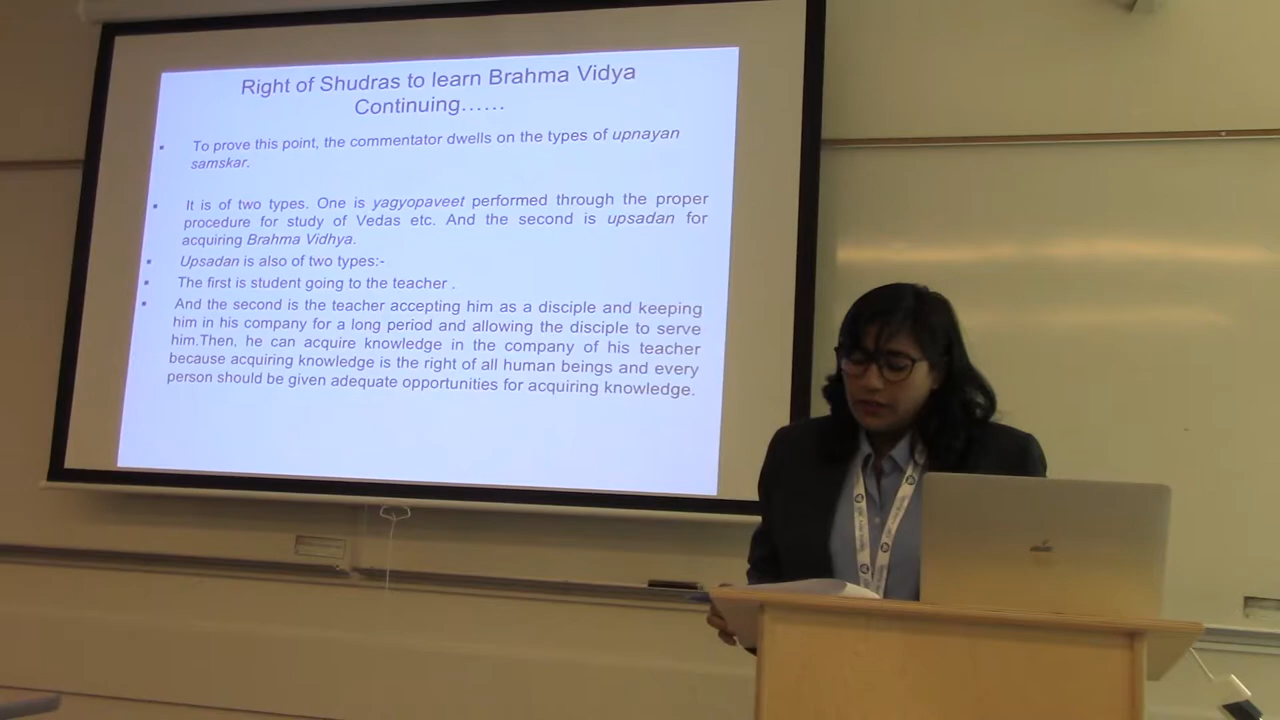 Right of Shudras to learn Brahma Vidya
Continuing……
▪ To prove this point, the commentator dwells on the types of upnayan
samskar.
▪ It is of two types. One is yagyopaveet performed through the proper
procedure for study of Vedas etc. And the second is upsadan for
acquiring Brahma Vidhya.
▪ Upsadan is also of two types:-
▪ The first is student going to the teacher .
▪ And the second is the teacher accepting him as a disciple and keeping
him in his company for a long period and allowing the disciple to serve
him.Then, he can acquire knowledge in the company of his teacher
because acquiring knowledge is the right of all human beings and every
person should be given adequate opportunities for acquiring knowledge.